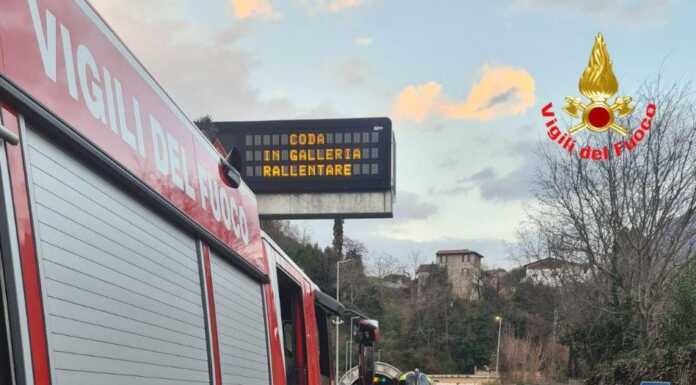 VIGILI DEL FUOCO
CODA
IN GALLERIA
RALLENTARE
Vigili del Fuoco